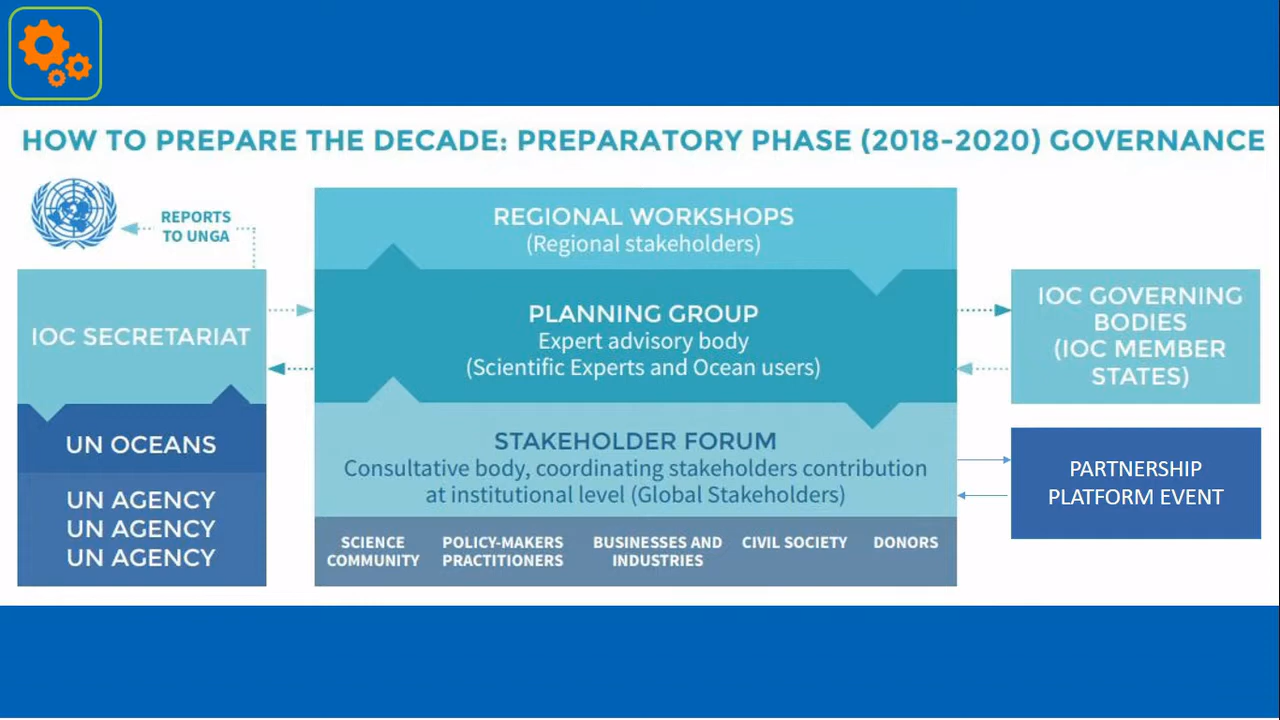 HOW TO PREPARE THE DECADE: PREPARATORY PHASE (2018-2020) GOVERNANCE
REPORTS
TO UNGA
IOC SECRETARIAT
UN OCEANS
UN AGENCY
UN AGENCY
UN AGENCY
REGIONAL WORKSHOPS
(Regional stakeholders)
PLANNING GROUP
Expert advisory body
(Scientific Experts and Ocean users)
STAKEHOLDER FORUM
Consultative body, coordinating stakeholders contribution
at institutional level (Global Stakeholders)
SCIENCE
COMMUNITY
POLICY-MAKERS
PRACTITIONERS
BUSINESSES AND
INDUSTRIES
CIVIL SOCIETY
DONORS
IOC GOVERNING
BODIES
(IOC MEMBER
STATES)
PARTNERSHIP
PLATFORM EVENT